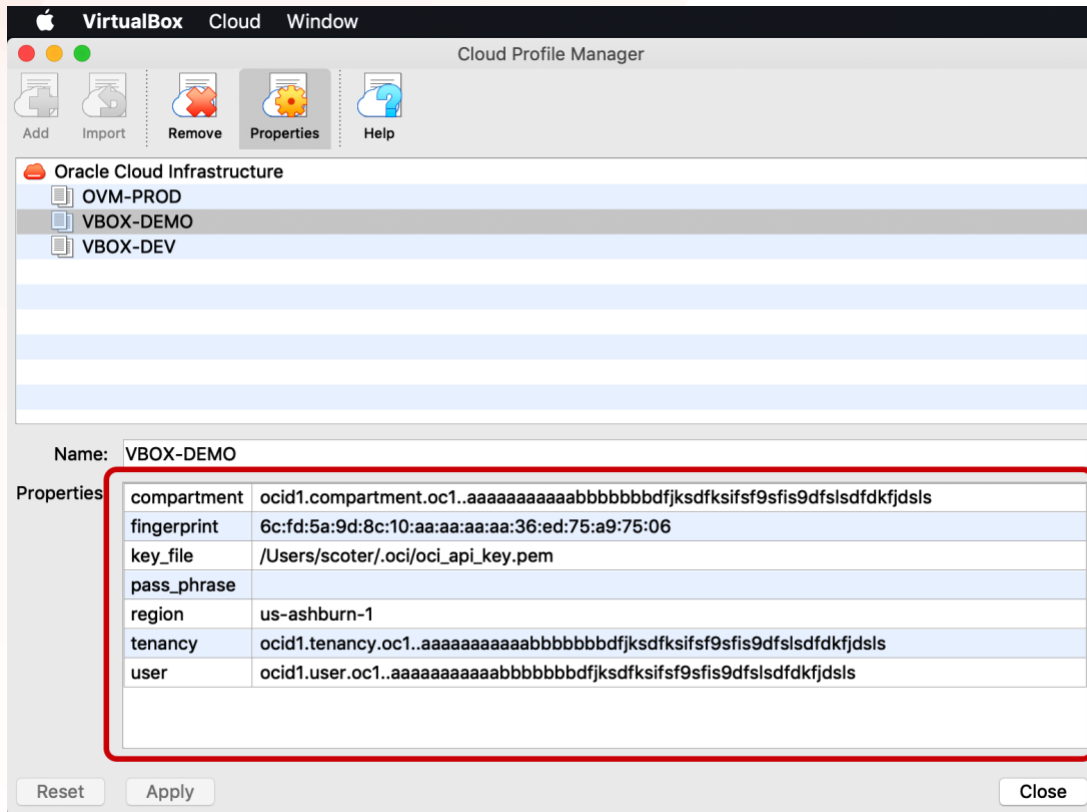 VirtualBox Cloud Window
Cloud Profile Manager
Add Import Remove Properties Help
Oracle Cloud Infrastructure
OVM-PROD
VBOX-DEMO
VBOX-DEV
Name: VBOX-DEMO
Properties
compartment ocid1.compartment.oc1..aaaaaaaaaaabbbbbbbdfjksdfksifsf9sfis9dfslsdfdkfjdsls
fingerprint 6c:fd:5a:9d:8c:10:aa:aa:aa:aa:36:ed:75:a9:75:06
key_file /Users/scoter/.oci/oci_api_key.pem
pass_phrase
region us-ashburn-1
tenancy ocid1.tenancy.oc1..aaaaaaaaaaabbbbbbbdfjksdfksifsf9sfis9dfslsdfdkfjdsls
user ocid1.user.oc1..aaaaaaaaaaabbbbbbbdfjksdfksifsf9sfis9dfslsdfdkfjdsls
Reset Apply Close